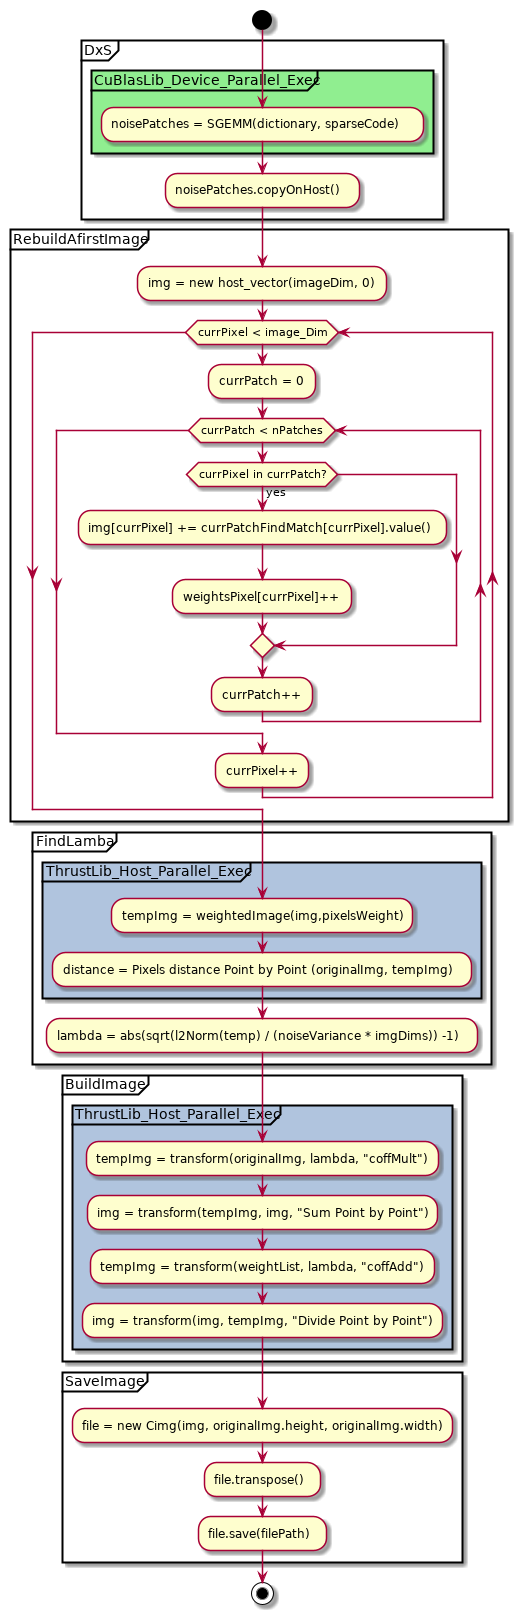 DxS
CuBlasLib_Device_Parallel_Exec
noisePatches = SGEMM(dictionary, sparseCode)
noisePatches.copyOnHost()
RebuildAfirstImage
img = new host_vector(imageDim, 0)
currPixel < image_Dim
currPatch = 0
currPatch < nPatches
currPixel in currPatch?
yes
img[currPixel] += currPatchFindMatch[currPixel].value()
weightsPixel[currPixel]++
currPatch++
currPixel++
FindLamba
ThrustLib_Host_Parallel_Exec
tempImg = weightedImage(img,pixelsWeight)
distance = Pixels distance Point by Point (originalImg, tempImg)
lambda = abs(sqrt(l2Norm(temp) / (noiseVariance * imgDims)) -1)
BuildImage
ThrustLib_Host_Parallel_Exec
tempImg = transform(originalImg, lambda, "coffMult")
img = transform(tempImg, img, "Sum Point by Point")
tempImg = transform(weightList, lambda, "coffAdd")
img = transform(img, tempImg, "Divide Point by Point")
SaveImage
file = new Cimg(img, originalImg.height, originalImg.width)
file.transpose()
file.save(filePath)